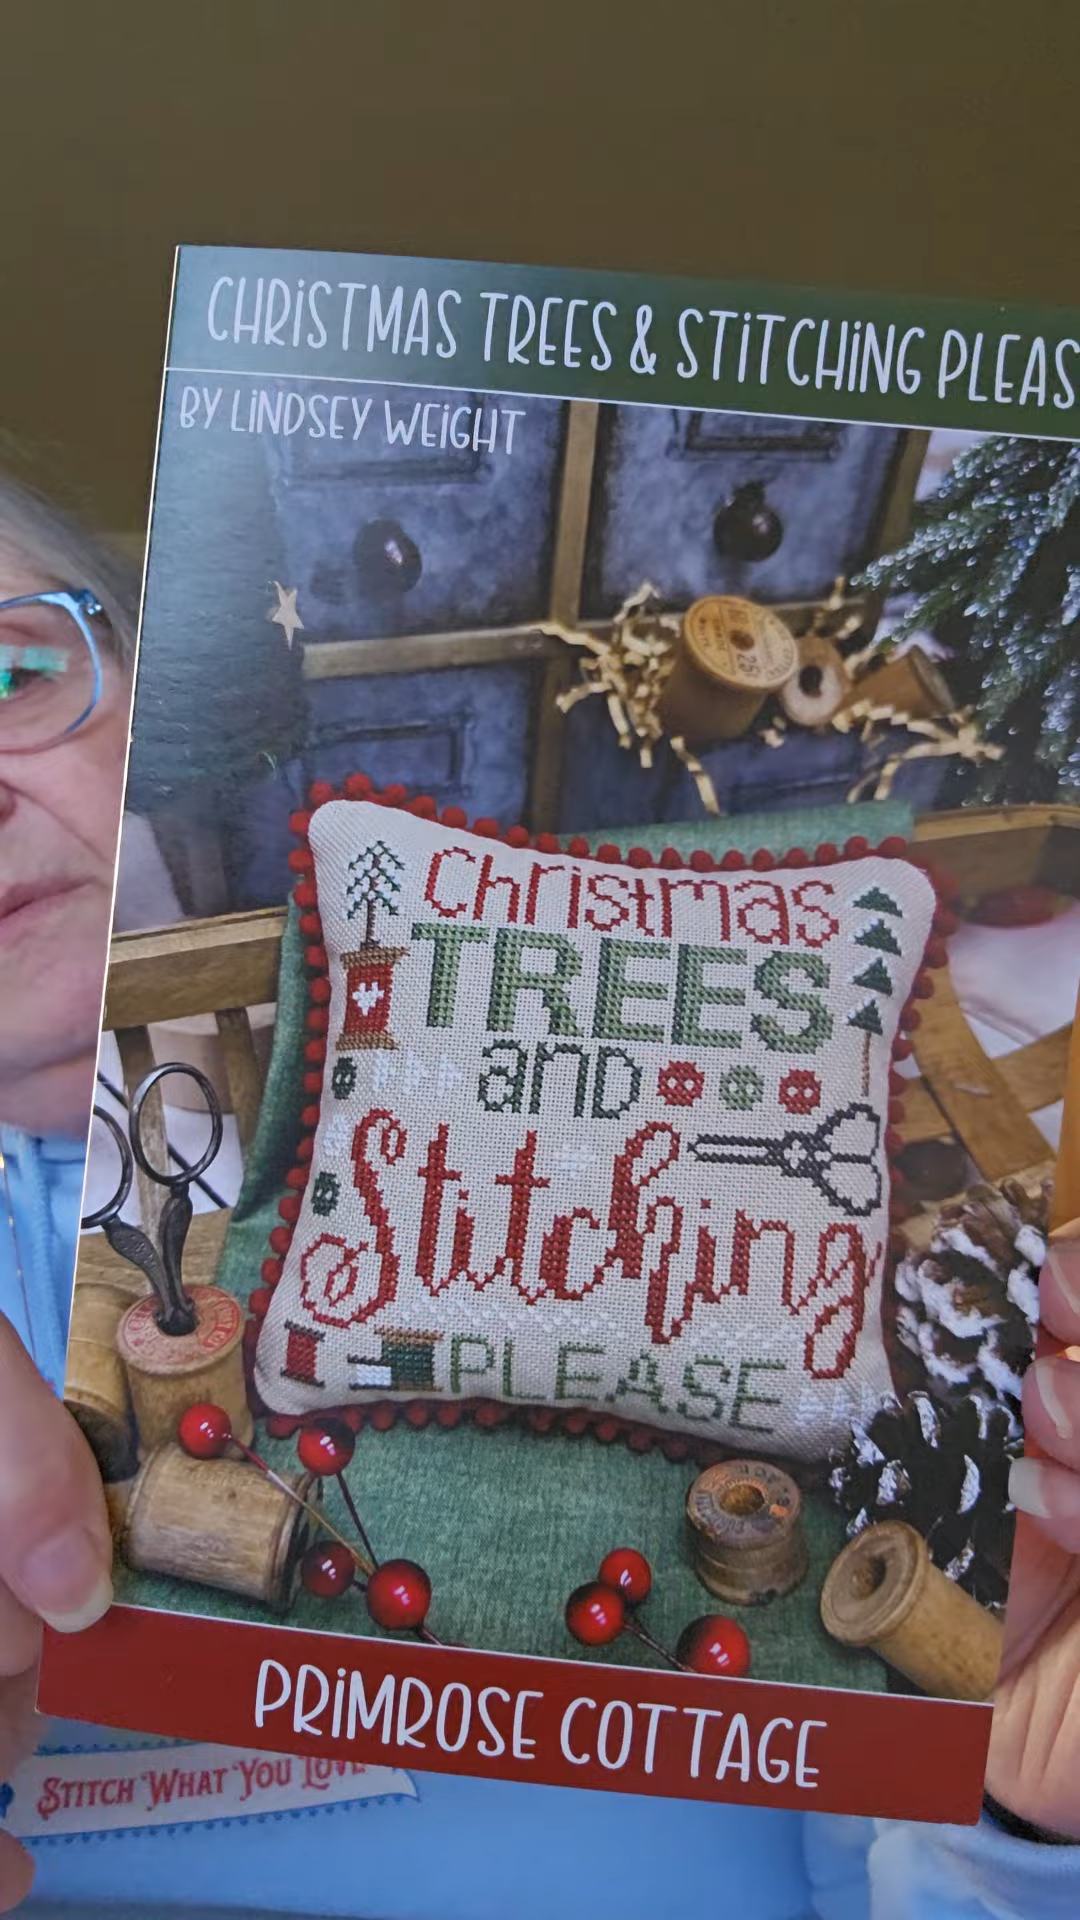 CHRISTMAS TREES & STITCHING PLEAS
BY LINDSEY WEIGHT
Christmas
TREES
and
Stitching
PLEASE
PRIMROSE COTTAGE
STITCH WHAT YOU LOVE